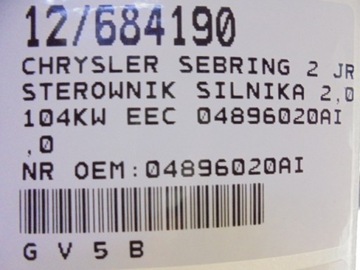 12/684190
CHRYSLER SEBRING 2 JR
STEROWNIK SILNIKA 2,0
104KW EEC 04896020AI
,0
NR OEM:04896020AI
G V 5 B